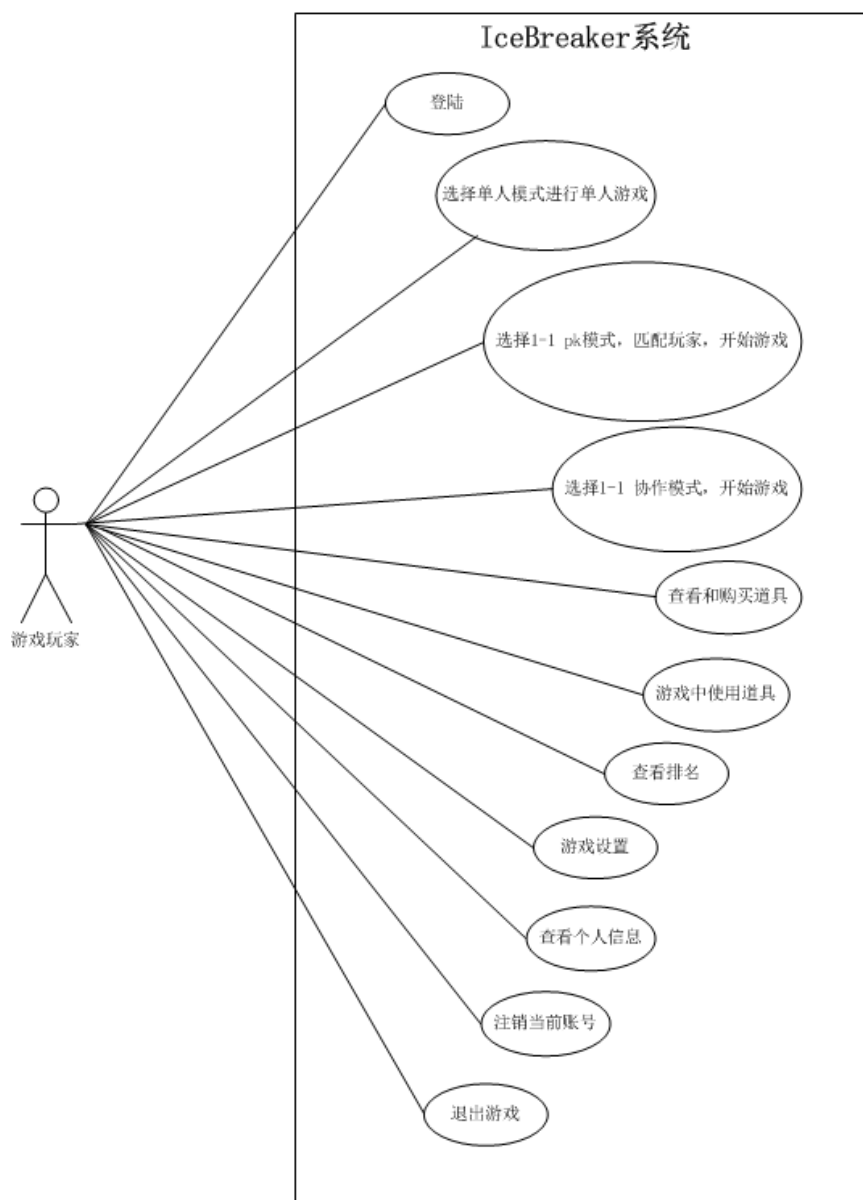 IceBreaker系统
登陆
选择单人模式进行单人游戏
选择1-1 pk模式，匹配玩家，开始游戏
选择1-1 协作模式，开始游戏
查看和购买道具
游戏玩家
游戏中使用道具
查看排名
游戏设置
查看个人信息
注销当前账号
退出游戏